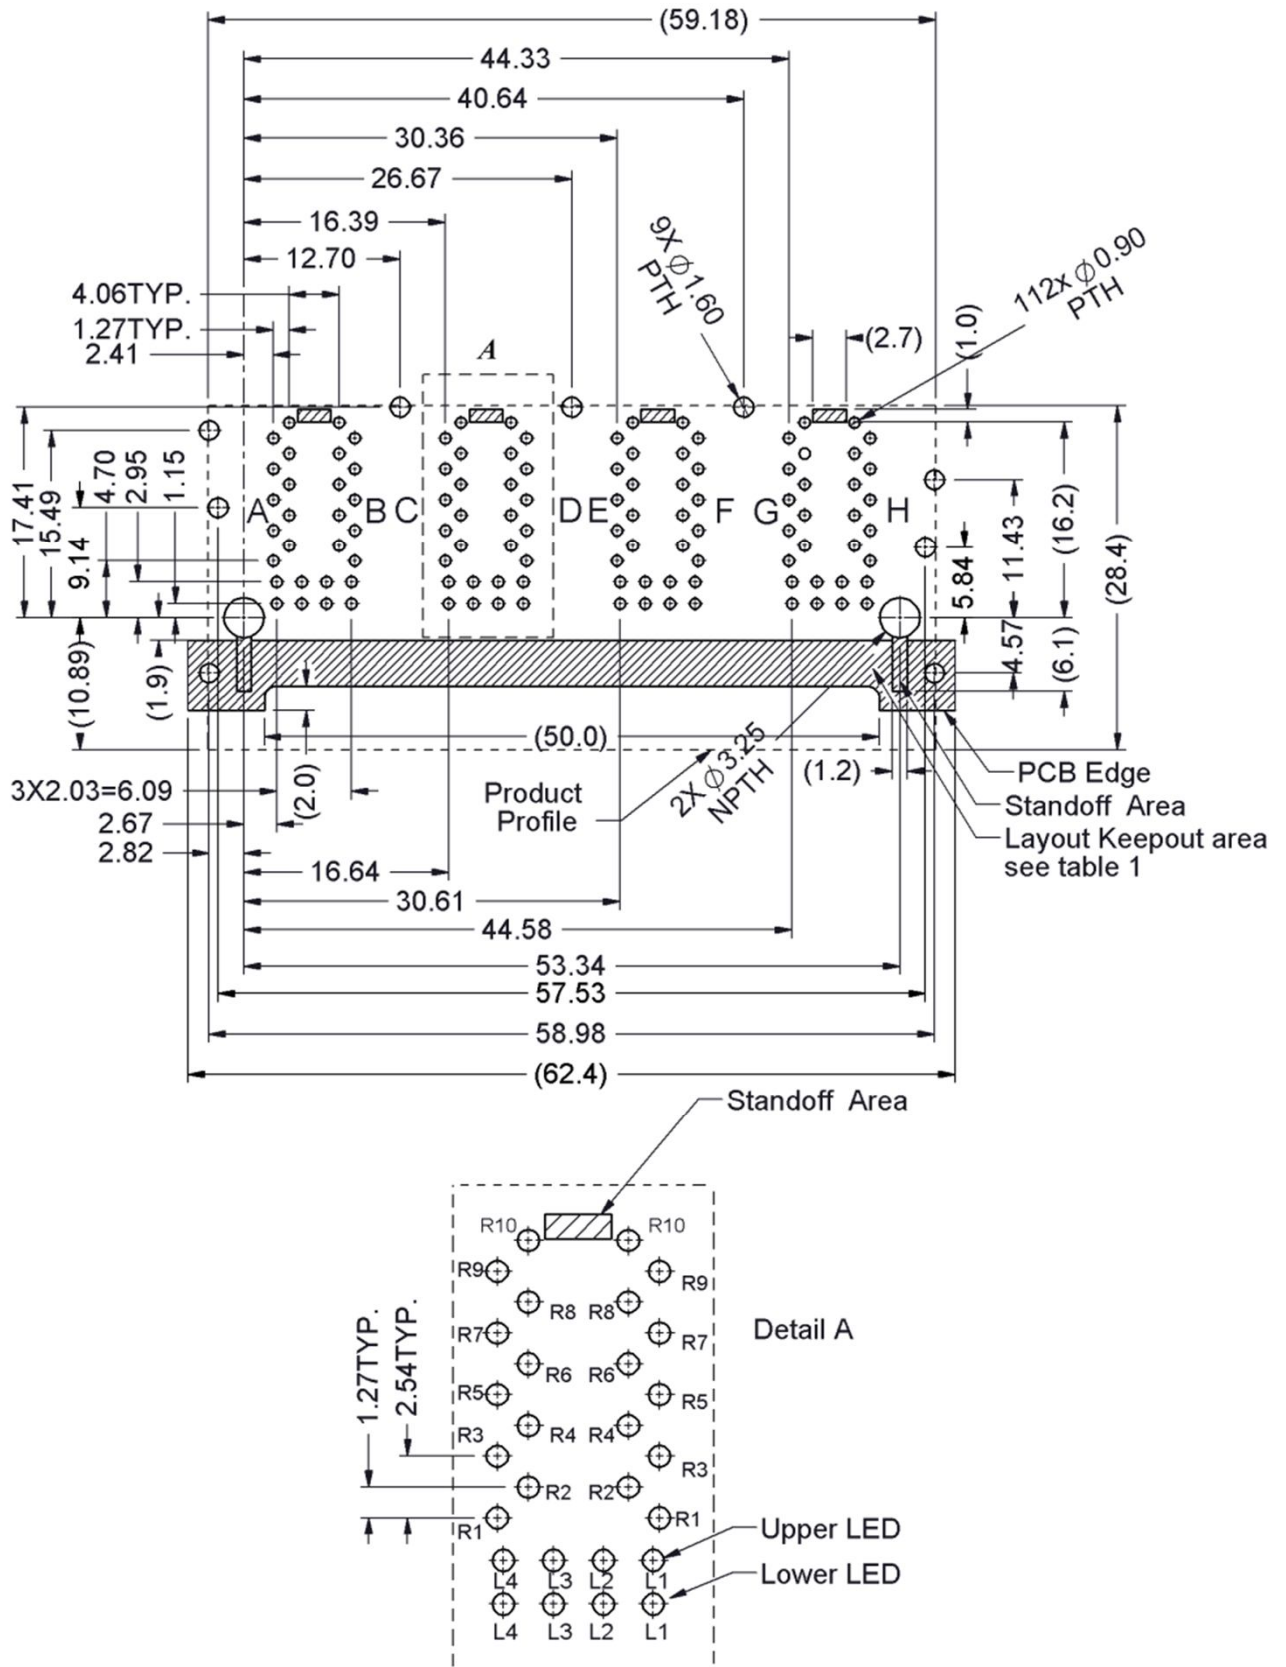 (59.18)
44.33
40.64
30.36
26.67
16.39
12.70
9X ⌀1.60
PTH
112x ⌀0.90
PTH
4.06TYP.
1.27TYP.
2.41
A
(2.7)
(1.0)
17.41
15.49
9.14
4.70
2.95
1.15
A
B
C
D
E
F
G
H
5.84
11.43
(16.2)
(28.4)
(10.89)
(1.9)
4.57
(6.1)
(50.0)
(2.0)
3X2.03=6.09
2.67
2.82
Product
Profile
2X ⌀3.25
NPTH
(1.2)
PCB Edge
Standoff Area
Layout Keepout area
see table 1
16.64
30.61
44.58
53.34
57.53
58.98
(62.4)
Standoff Area
R10
R10
R9
R9
R8
R8
R7
R7
R6
R6
R5
R5
R4
R4
R3
R3
R2
R2
R1
R1
1.27TYP.
2.54TYP.
Detail A
Upper LED
Lower LED
L4 L3 L2 L1
L4 L3 L2 L1